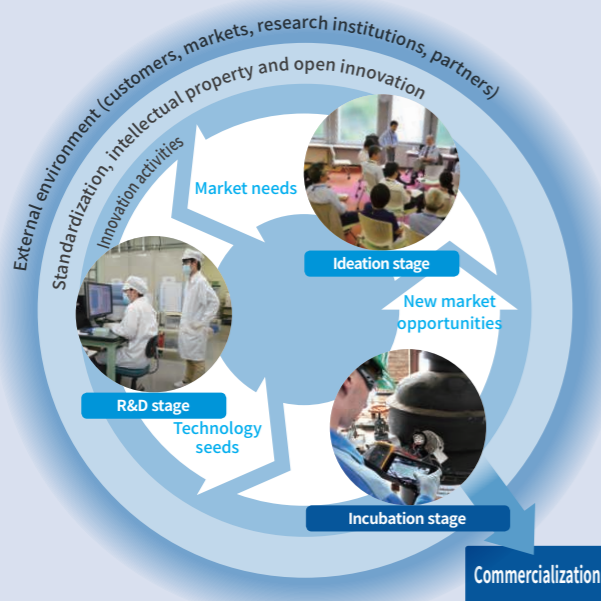 External environment (customers, markets, research institutions, partners)
Standardization, intellectual property and open innovation
Innovation activities
Market needs
Ideation stage
New market
opportunities
R&D stage
Technology
seeds
Incubation stage
Commercialization